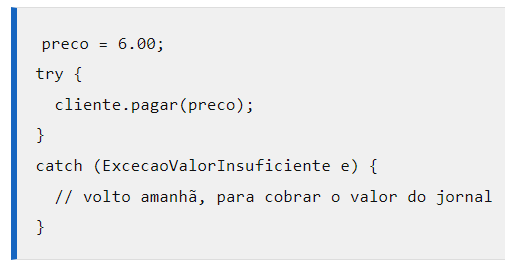 preco = 6.00;
try {
cliente.pagar(preco);
}
catch (ExcecaoValorInsuficiente e) {
// volto amanhã, para cobrar o valor do jornal
}